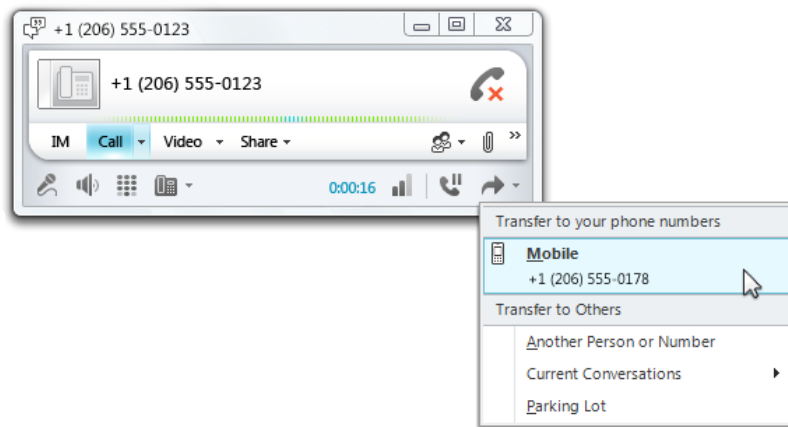 +1 (206) 555-0123
+1 (206) 555-0123
IM Call Video Share »
0:00:16
Transfer to your phone numbers
Mobile
+1 (206) 555-0178
Transfer to Others
Another Person or Number
Current Conversations
Parking Lot